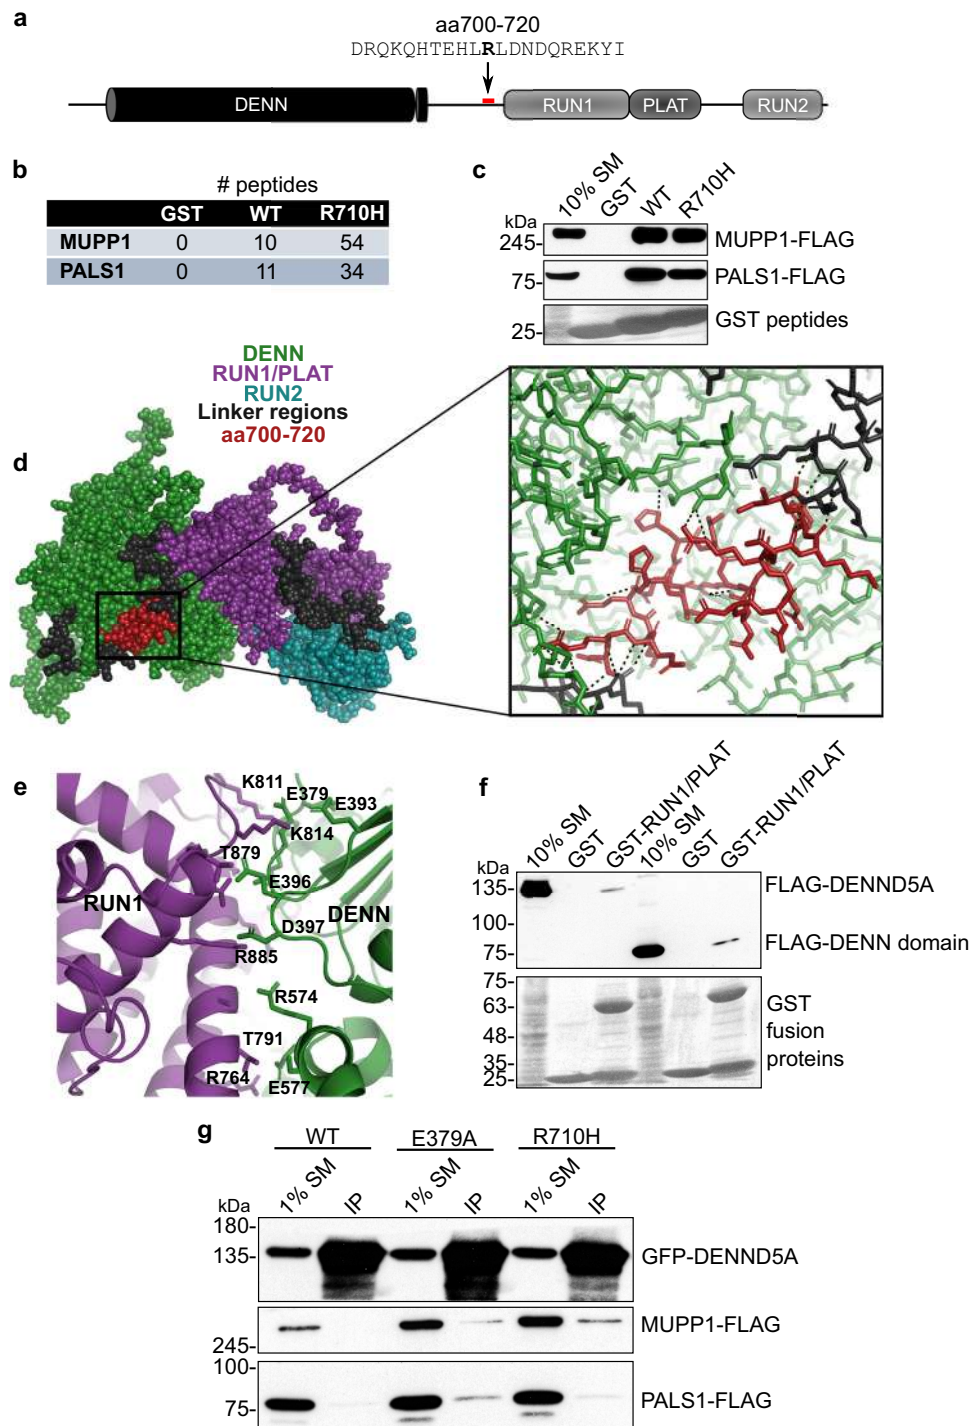 a
aa700-720
DRQKQHTEHLRLDNDQREKYI
DENN
RUN1
PLAT
RUN2
b
# peptides
GST WT R710H
MUPP1 0 10 54
PALS1 0 11 34
c
10% SM
GST
WT
R710H
kDa
245-
MUPP1-FLAG
75-
PALS1-FLAG
25-
GST peptides
d
DENN
RUN1/PLAT
RUN2
Linker regions
aa700-720
e
K811
E379
E393
K814
T879
E396
RUN1
DENN
D397
R885
R574
T791
R764
E577
f
10% SM
GST
GST-RUN1/PLAT
10% SM
GST
GST-RUN1/PLAT
kDa
135-
FLAG-DENND5A
100-
FLAG-DENN domain
75-
75-
63-
48-
35-
25-
GST
fusion
proteins
g
WT E379A R710H
1% SM
IP
1% SM
IP
1% SM
IP
kDa
180-
135-
GFP-DENND5A
MUPP1-FLAG
245-
100-
75-
PALS1-FLAG